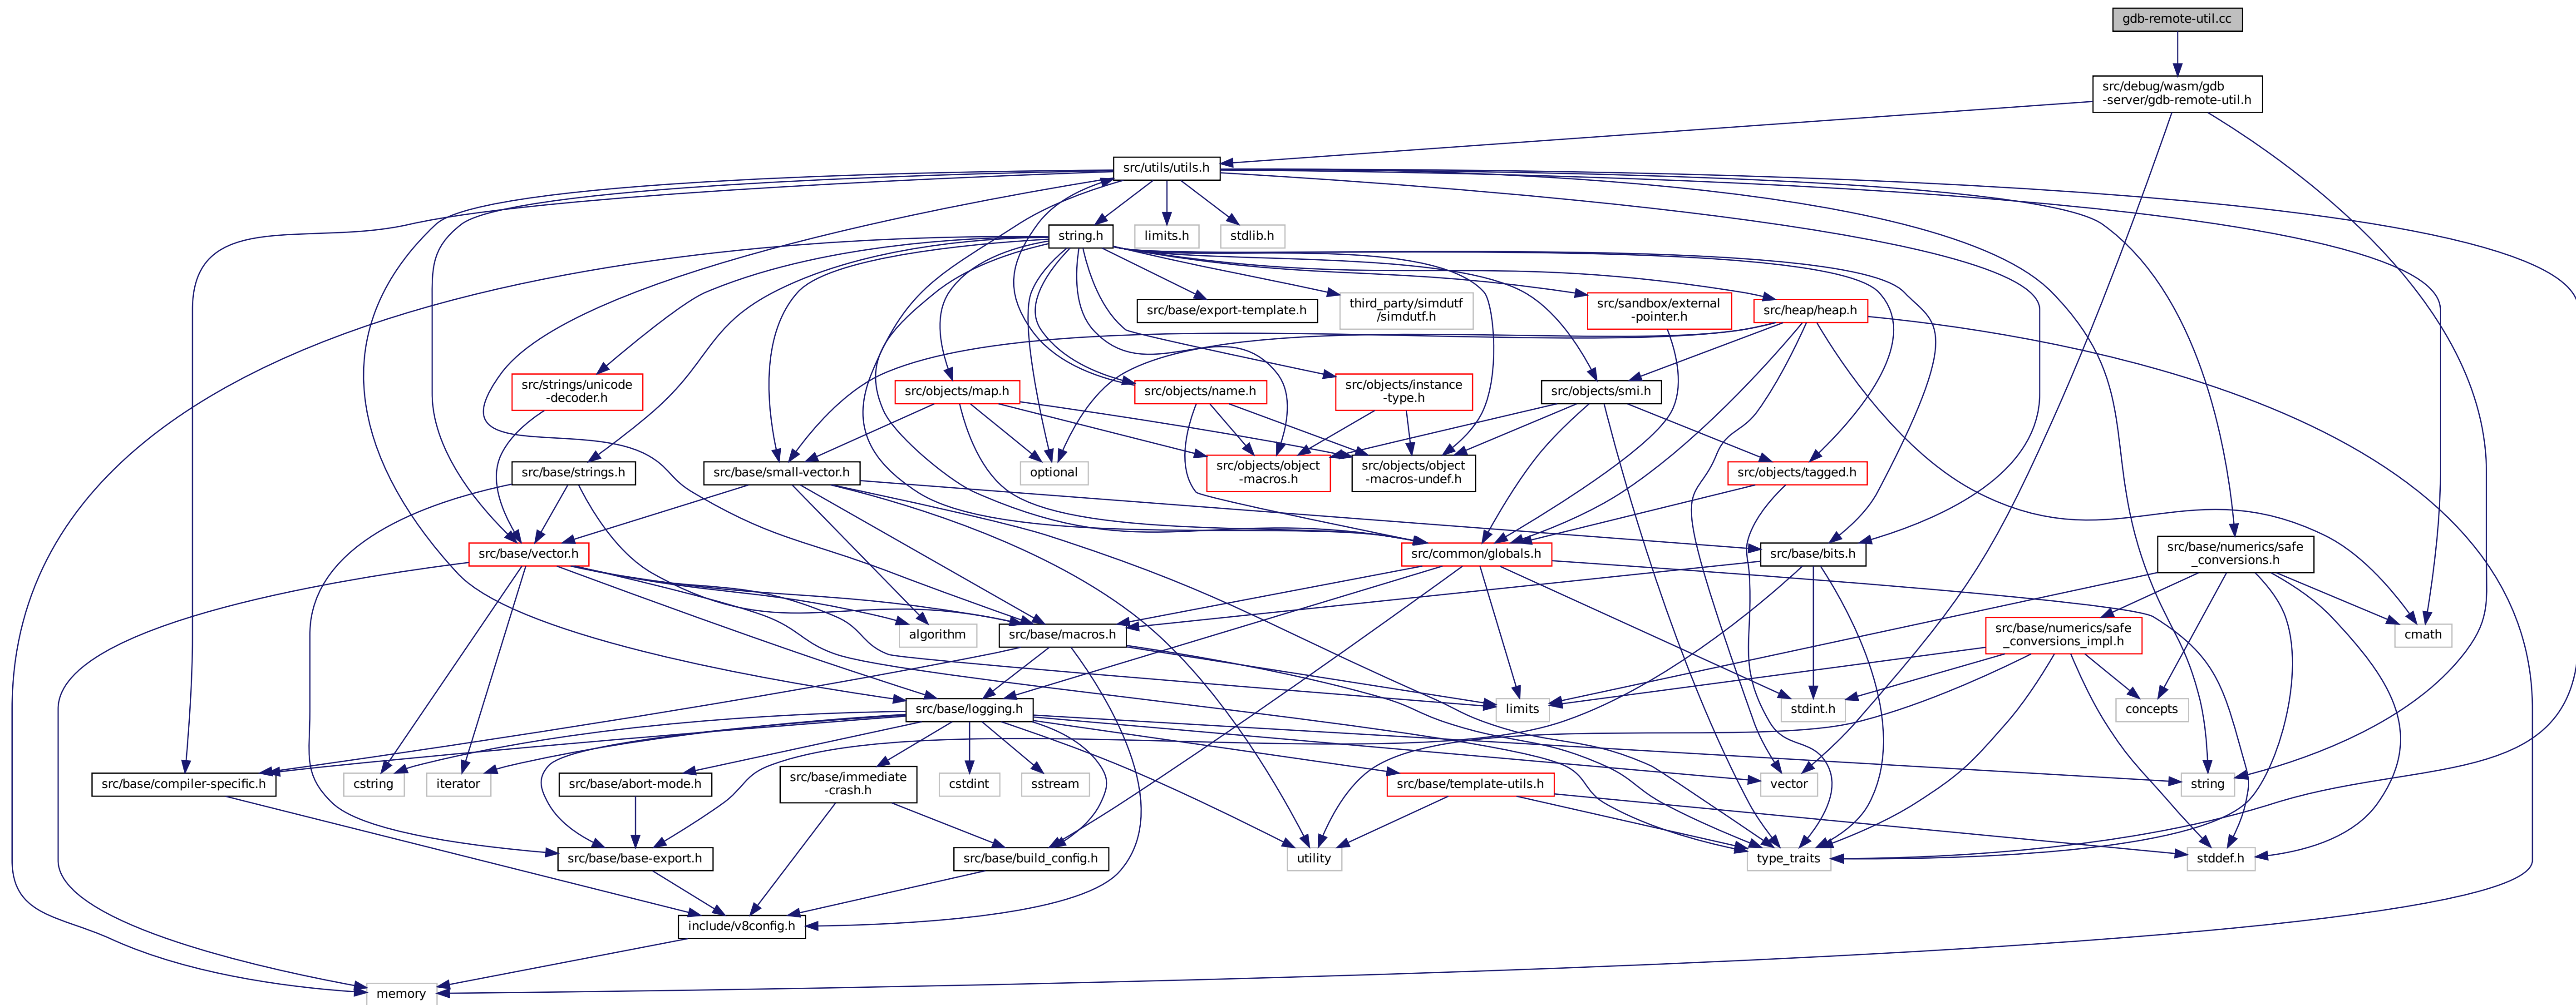 gdb-remote-util.cc
src/debug/wasm/gdb
-server/gdb-remote-util.h
src/utils/utils.h
string.h
limits.h
stdlib.h
src/base/export-template.h
third_party/simdutf
/simdutf.h
src/sandbox/external
-pointer.h
src/heap/heap.h
src/strings/unicode
-decoder.h
src/objects/map.h
src/objects/name.h
src/objects/instance
-type.h
src/objects/smi.h
src/base/strings.h
src/base/small-vector.h
optional
src/objects/object
-macros.h
src/objects/object
-macros-undef.h
src/objects/tagged.h
src/base/vector.h
src/common/globals.h
src/base/bits.h
src/base/numerics/safe
_conversions.h
algorithm
src/base/macros.h
src/base/numerics/safe
_conversions_impl.h
cmath
src/base/logging.h
limits
stdint.h
concepts
src/base/compiler-specific.h
cstring
iterator
src/base/abort-mode.h
src/base/immediate
-crash.h
cstdint
sstream
src/base/template-utils.h
vector
string
src/base/base-export.h
src/base/build_config.h
utility
type_traits
stddef.h
include/v8config.h
memory